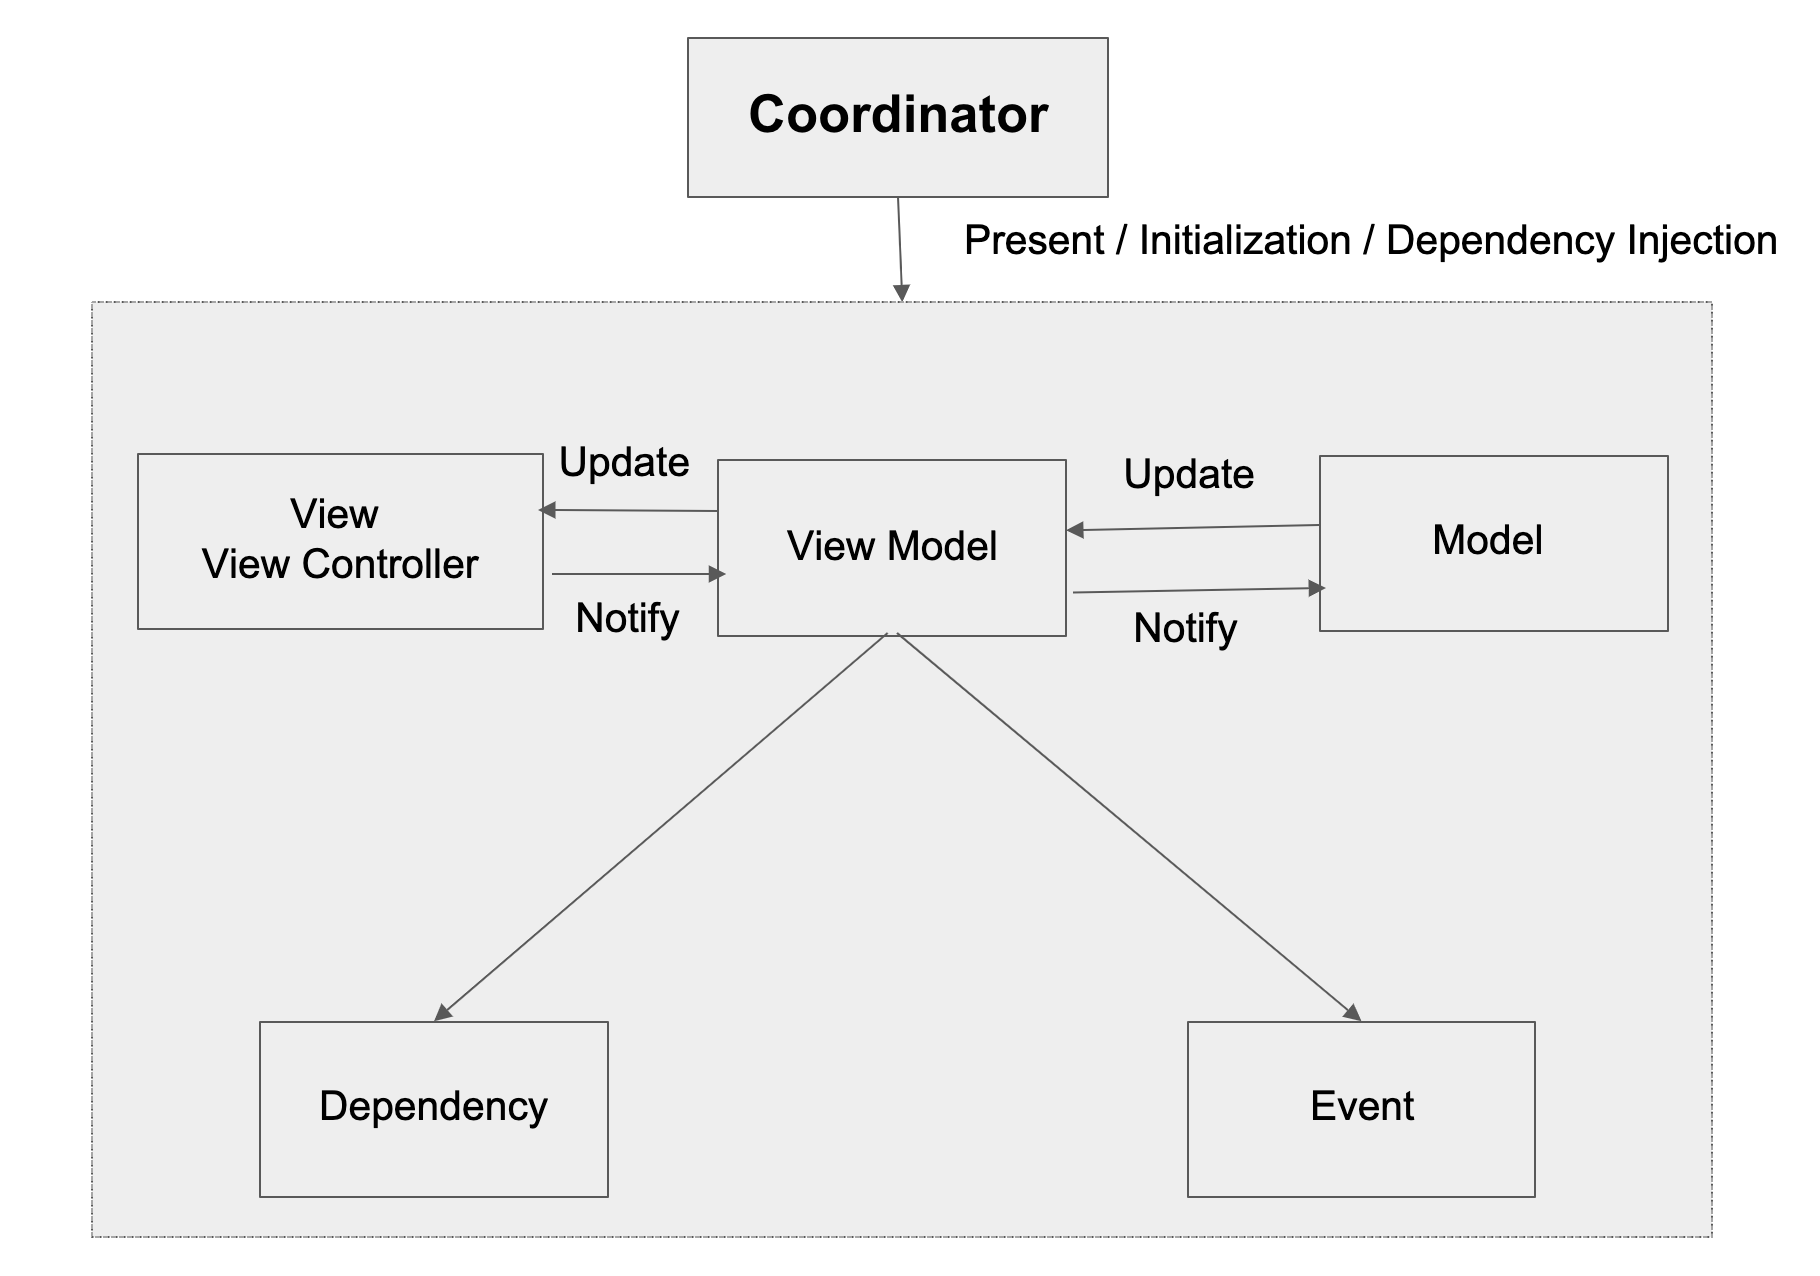 Coordinator
Present / Initialization / Dependency Injection
View
View Controller
Update
Notify
View Model
Update
Notify
Model
Dependency
Event